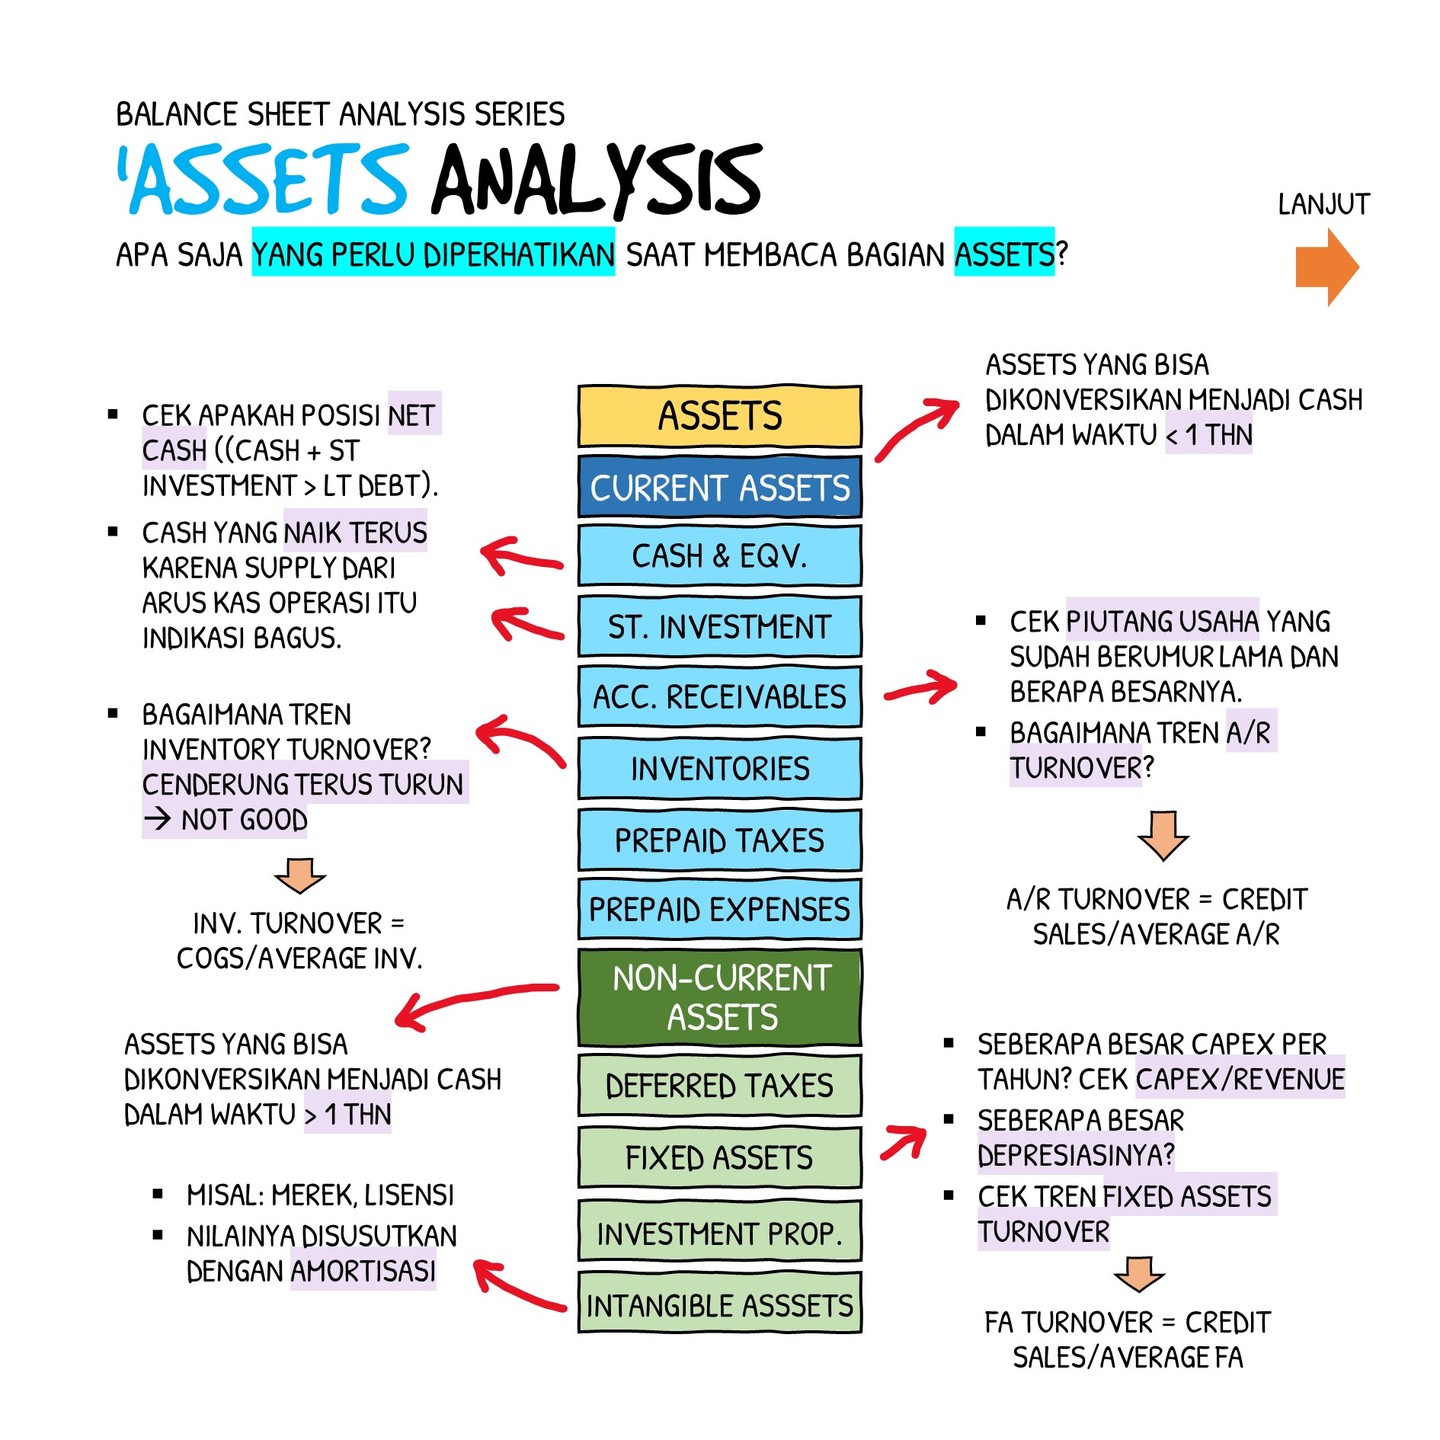 BALANCE SHEET ANALYSIS SERIES
'ASSETS ANALYSIS
APA SAJA YANG PERLU DIPERHATIKAN SAAT MEMBACA BAGIAN ASSETS?
LANJUT
ASSETS
CURRENT ASSETS
CASH & EQV.
ST. INVESTMENT
ACC. RECEIVABLES
INVENTORIES
PREPAID TAXES
PREPAID EXPENSES
NON-CURRENT
ASSETS
DEFERRED TAXES
FIXED ASSETS
INVESTMENT PROP.
INTANGIBLE ASSSETS
▪ CEK APAKAH POSISI NET
CASH ((CASH + ST
INVESTMENT > LT DEBT).
▪ CASH YANG NAIK TERUS
KARENA SUPPLY DARI
ARUS KAS OPERASI ITU
INDIKASI BAGUS.
▪ BAGAIMANA TREN
INVENTORY TURNOVER?
CENDERUNG TERUS TURUN
→ NOT GOOD
INV. TURNOVER =
COGS/AVERAGE INV.
ASSETS YANG BISA
DIKONVERSIKAN MENJADI CASH
DALAM WAKTU > 1 THN
▪ MISAL: MEREK, LISENSI
▪ NILAINYA DISUSUTKAN
DENGAN AMORTISASI
ASSETS YANG BISA
DIKONVERSIKAN MENJADI CASH
DALAM WAKTU < 1 THN
▪ CEK PIUTANG USAHA YANG
SUDAH BERUMUR LAMA DAN
BERAPA BESARNYA.
▪ BAGAIMANA TREN A/R
TURNOVER?
A/R TURNOVER = CREDIT
SALES/AVERAGE A/R
▪ SEBERAPA BESAR CAPEX PER
TAHUN? CEK CAPEX/REVENUE
▪ SEBERAPA BESAR
DEPRESIASINYA?
▪ CEK TREN FIXED ASSETS
TURNOVER
FA TURNOVER = CREDIT
SALES/AVERAGE FA